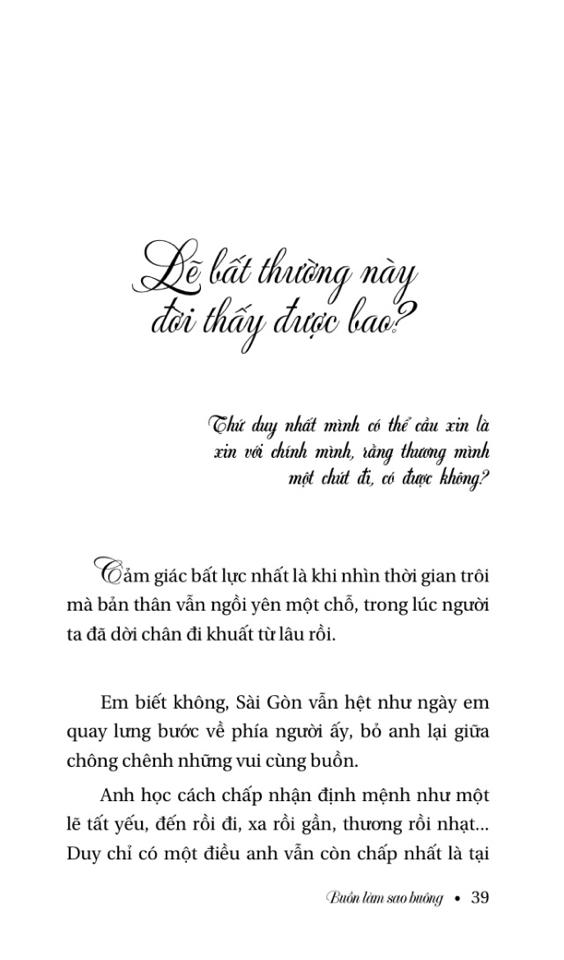 Lẽ bất thường này
đời thấy được bao?
Thứ duy nhất mình có thể cầu xin là
xin với chính mình, rằng thương mình
một chút đi, có được không?
Cảm giác bất lực nhất là khi nhìn thời gian trôi
mà bản thân vẫn ngồi yên một chỗ, trong lúc người
ta đã dời chân đi khuất từ lâu rồi.
Em biết không, Sài Gòn vẫn hệt như ngày em
quay lưng bước về phía người ấy, bỏ anh lại giữa
chông chênh những vui cùng buồn.
Anh học cách chấp nhận định mệnh như một
lẽ tất yếu, đến rồi đi, xa rồi gần, thương rồi nhạt...
Duy chỉ có một điều anh vẫn còn chấp nhất là tại
Buồn làm sao buông • 39